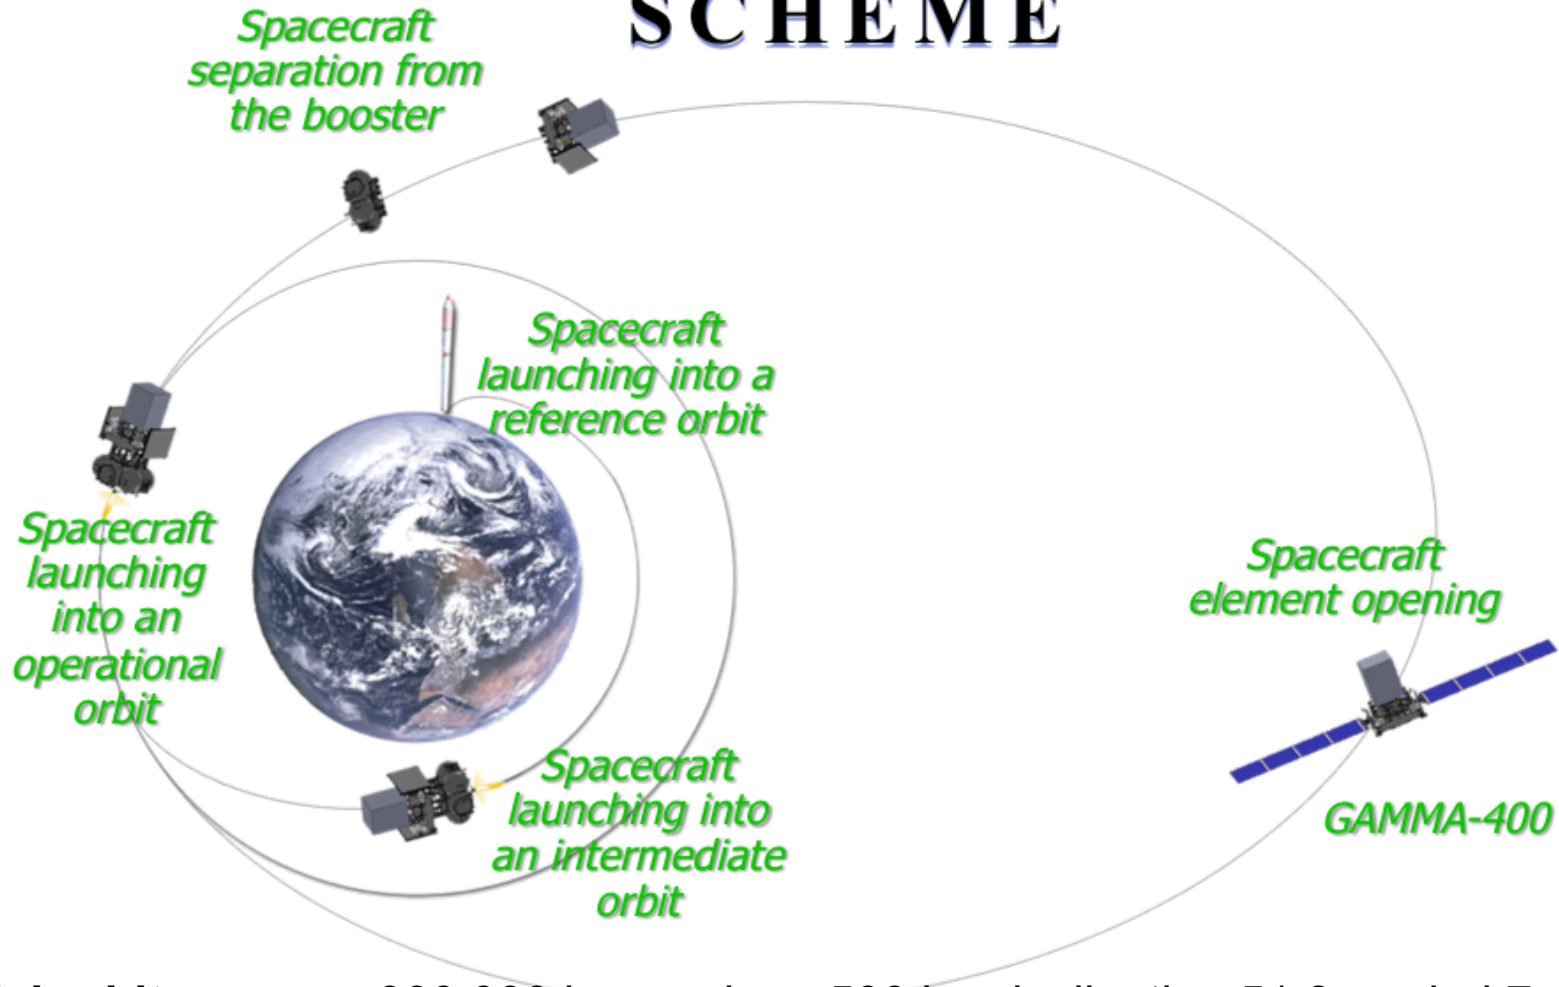 SCHEME
Spacecraft
separation from
the booster
Spacecraft
launching into a
reference orbit
Spacecraft
launching
into an
operational
orbit
Spacecraft
element opening
Spacecraft
launching into
an intermediate
orbit
GAMMA-400